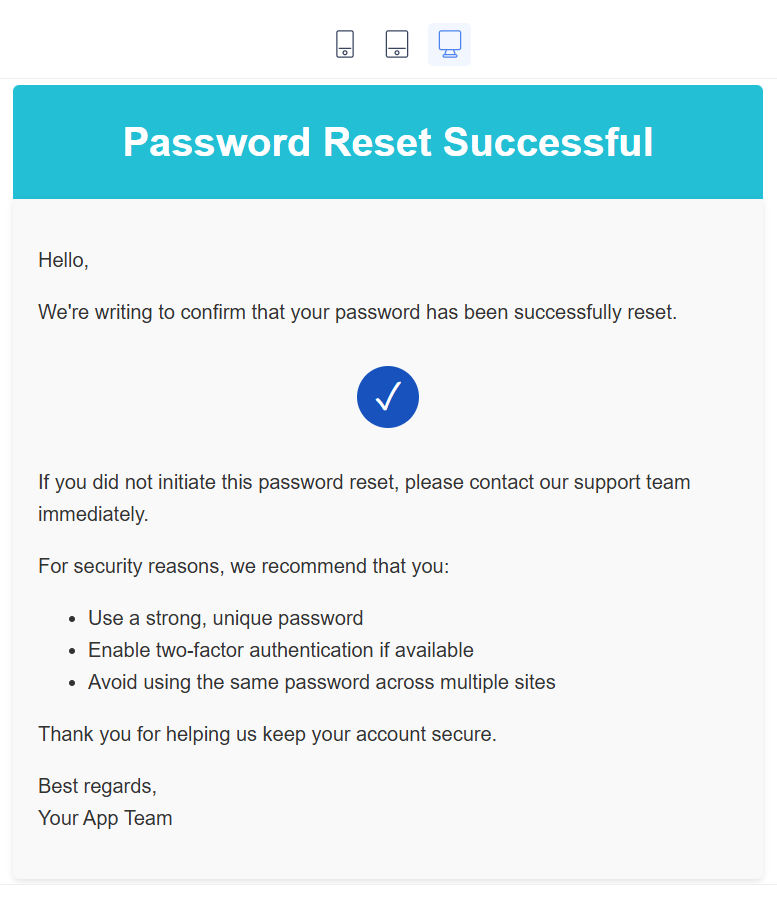 Password Reset Successful
Hello,
We're writing to confirm that your password has been successfully reset.
✓
If you did not initiate this password reset, please contact our support team
immediately.
For security reasons, we recommend that you:
• Use a strong, unique password
• Enable two-factor authentication if available
• Avoid using the same password across multiple sites
Thank you for helping us keep your account secure.
Best regards,
Your App Team